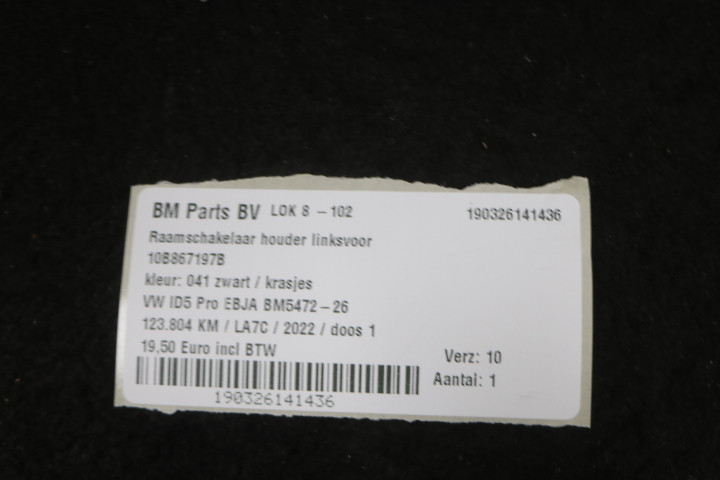 BM Parts BV LOK 8 - 102 190326141436
Raamschakelaar houder linksvoor
10B867197B
kleur: 041 zwart / krasjes
VW ID5 Pro EBJA BM5472-26
123.804 KM / LA7C / 2022 / doos 1
19,50 Euro incl BTW
Verz: 10
Aantal: 1
190326141436